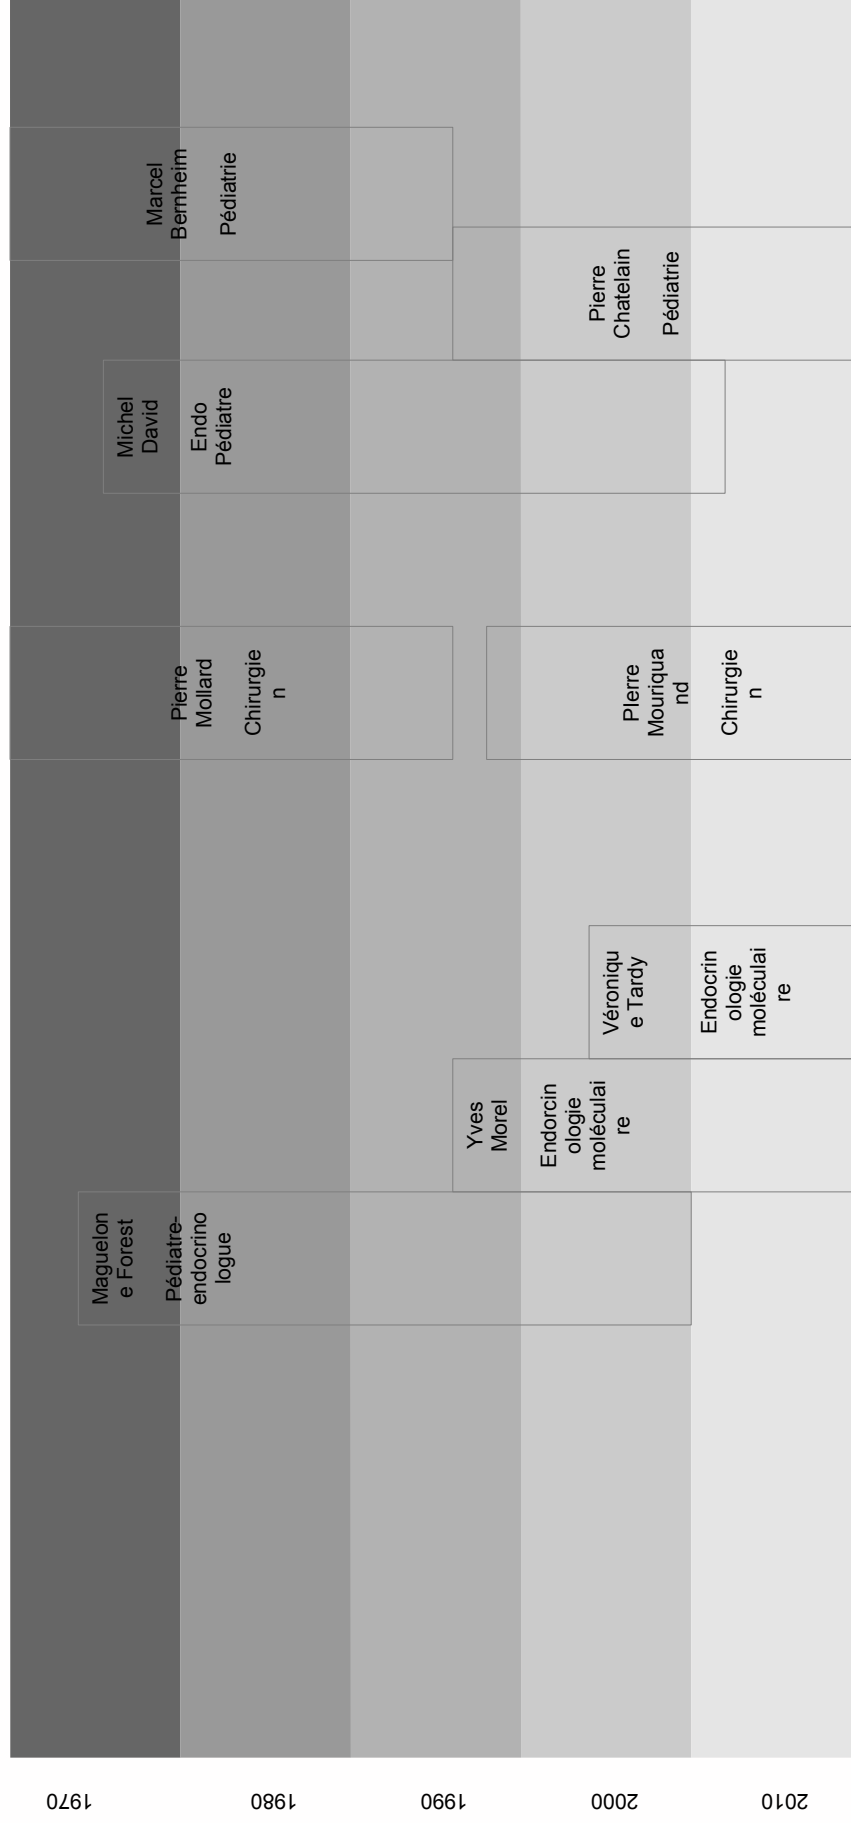 1970
1980
1990
2000
2010
Maguelon
e Forest
Pédiatre-
endocrino
logue
Yves
Morel
Endorcin
ologie
moléculai
re
Véroniqu
e Tardy
Endocrin
ologie
moléculai
re
Pierre
Mollard
Chirurgie
n
PIerre
Mouriqua
nd
Chirurgie
n
Michel
David
Endo
Pédiatre
Pierre
Chatelain
Pédiatrie
Marcel
Bernheim
Pédiatrie